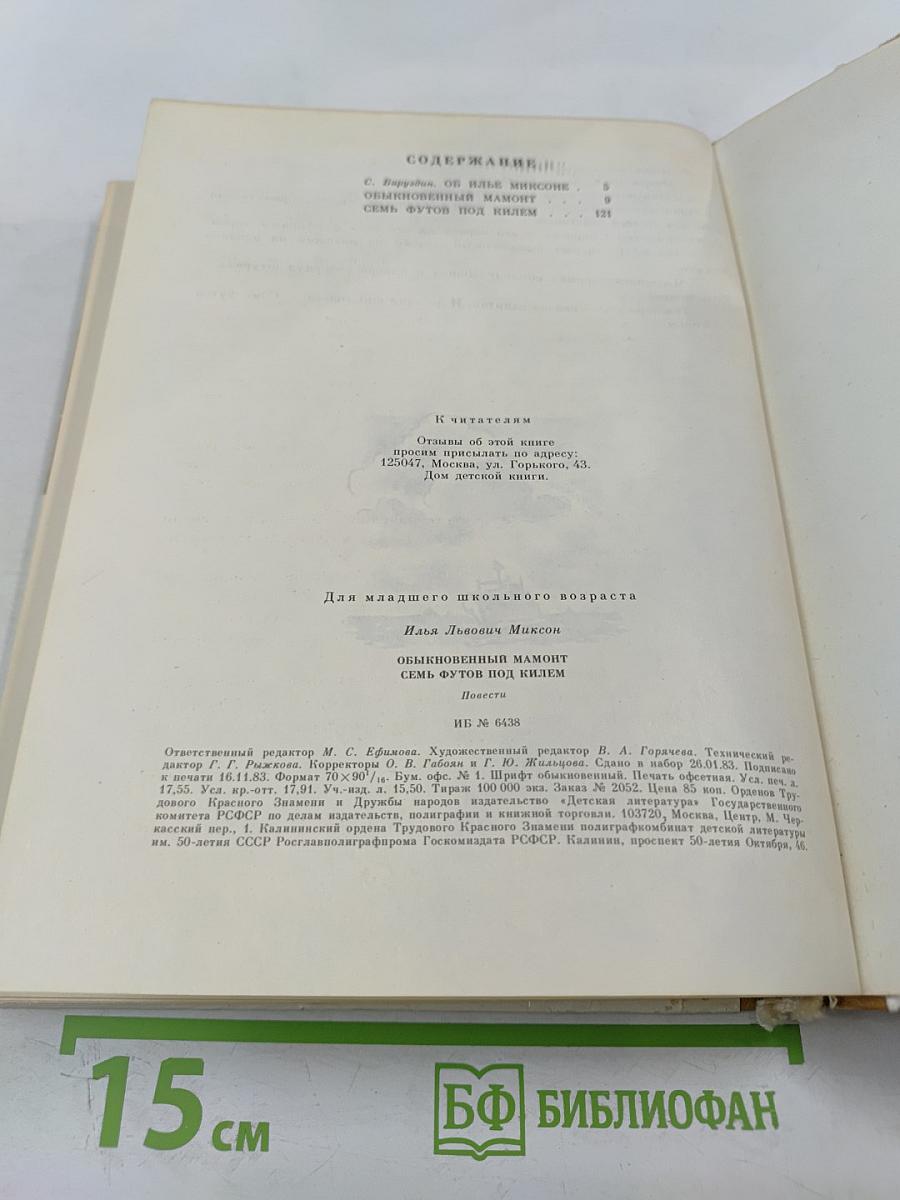 СОДЕРЖАНИЕ
С. Баруздин. ОБ ИЛЬЕ МИКСОНЕ . 5
ОБЫКНОВЕННЫЙ МАМОНТ . . . 9
СЕМЬ ФУТОВ ПОД КИЛЕМ . . . 121
К читателям
Отзывы об этой книге
просим присылать по адресу:
125047, Москва, ул. Горького, 43.
Дом детской книги.
Для младшего школьного возраста
Илья Львович Миксон
ОБЫКНОВЕННЫЙ МАМОНТ
СЕМЬ ФУТОВ ПОД КИЛЕМ
Повести
ИБ № 6438
Ответственный редактор М. С. Ефимова. Художественный редактор В. А. Горячева. Технический ре-
дактор Г. Г. Рыжкова. Корректоры О. В. Габоян и Г. Ю. Жильцова. Сдано в набор 26.01.83. Подписано
к печати 16.11.83. Формат 70×90¹/₁₆. Бум. офс. № 1. Шрифт обыкновенный. Печать офсетная. Усл. печ. л.
17,55. Усл. кр.-отт. 17,91. Уч.-изд. л. 15,50. Тираж 100 000 экз. Заказ № 2052. Цена 85 коп. Орденов Тру-
дового Красного Знамени и Дружбы народов издательство «Детская литература» Государственного
комитета РСФСР по делам издательств, полиграфии и книжной торговли. 103720, Москва, Центр, М. Чер-
касский пер., 1. Калининский ордена Трудового Красного Знамени полиграфкомбинат детской литературы
им. 50-летия СССР Росглавполиграфпрома Госкомиздата РСФСР. Калинин, проспект 50-летия Октября, 46.
15 см
БФ БИБЛИОФАН